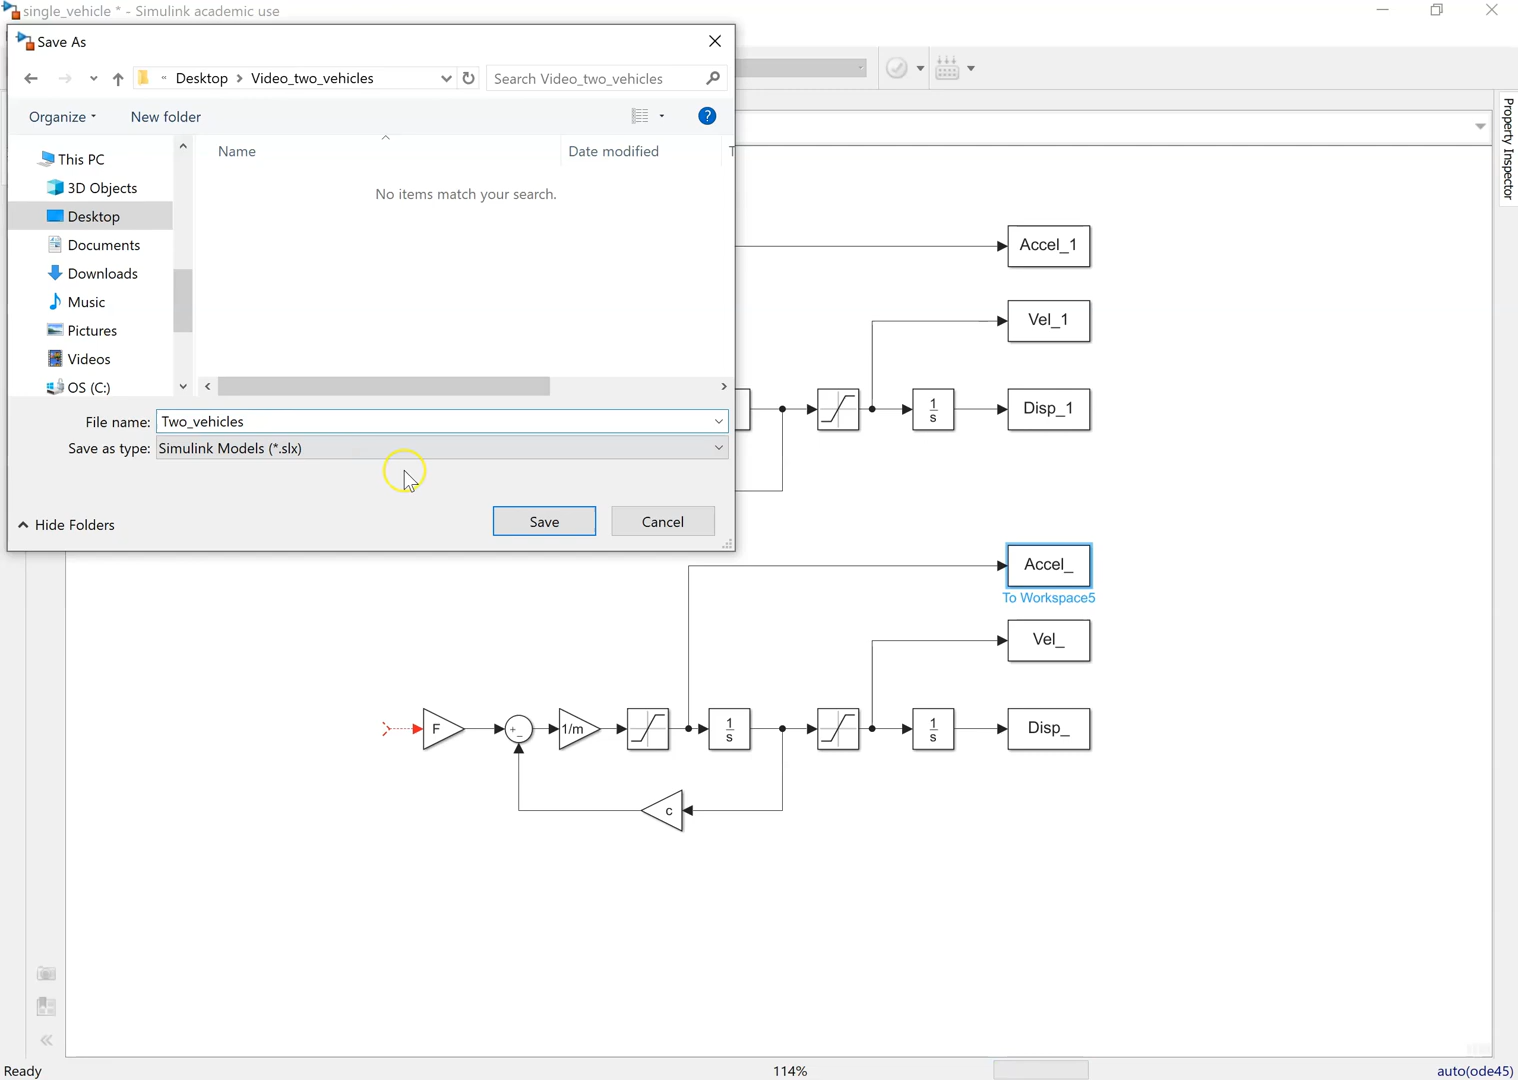 single_vehicle * - Simulink academic use
Save As
« Desktop > Video_two_vehicles
Search Video_two_vehicles
Organize
New folder
?
This PC
3D Objects
Desktop
Documents
Downloads
Music
Pictures
Videos
OS (C:)
Name
Date modified
T
No items match your search.
File name: Two_vehicles
Save as type: Simulink Models (*.slx)
Hide Folders
Save
Cancel
Property Inspector
Accel_1
Vel_1
1
s
Disp_1
Accel_
To Workspace5
Vel_
F
+
_
1/m
1
s
1
s
Disp_
c
Ready
114%
auto(ode45)